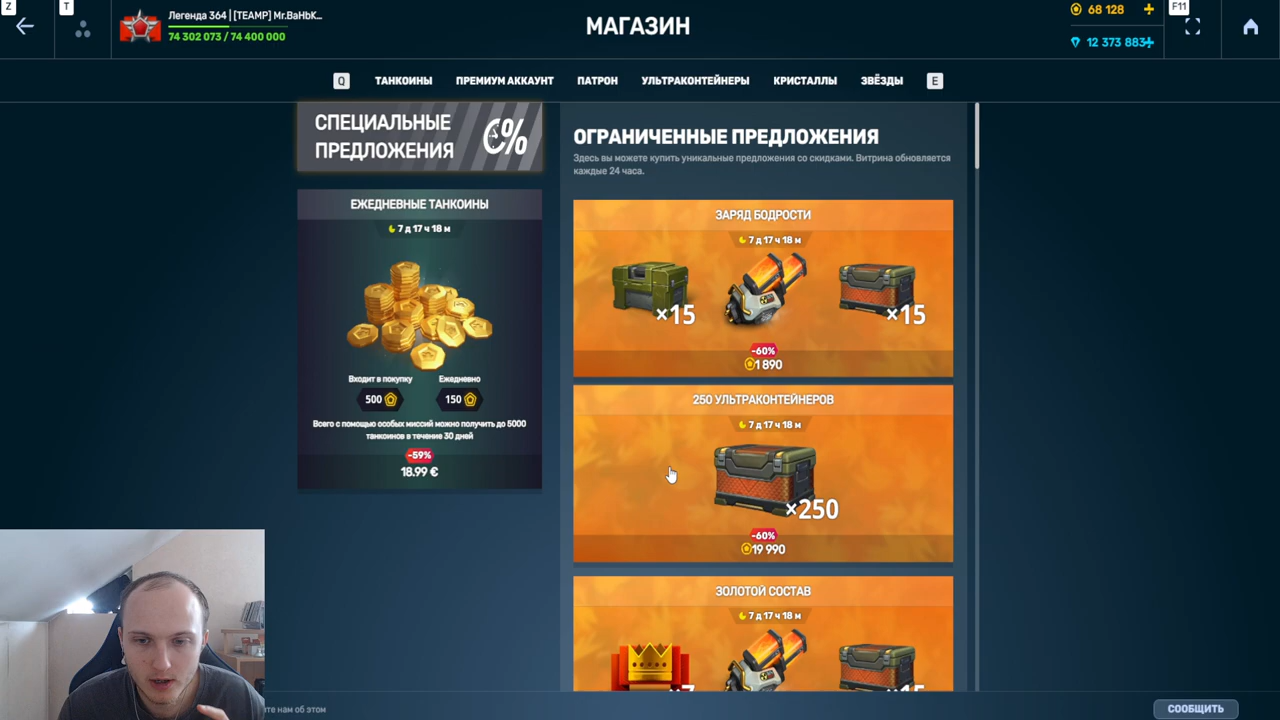 Z
T
Легенда 364 | [TEAMP] Mr.BaHbK...
74 302 073 / 74 400 000
МАГАЗИН
68 128
12 373 883
F11
Q
ТАНКОИНЫ
ПРЕМИУМ АККАУНТ
ПАТРОН
УЛЬТРАКОНТЕЙНЕРЫ
КРИСТАЛЛЫ
ЗВЁЗДЫ
E
СПЕЦИАЛЬНЫЕ
ПРЕДЛОЖЕНИЯ
%
ЕЖЕДНЕВНЫЕ ТАНКОИНЫ
7 д 17 ч 18 м
Входит в покупку
Ежедневно
500
150
Всего с помощью особых миссий можно получить до 5000
танкоинов в течение 30 дней
-59%
18.99 €
ОГРАНИЧЕННЫЕ ПРЕДЛОЖЕНИЯ
Здесь вы можете купить уникальные предложения со скидками. Витрина обновляется
каждые 24 часа.
ЗАРЯД БОДРОСТИ
7 д 17 ч 18 м
×15
×15
-60%
1 890
250 УЛЬТРАКОНТЕЙНЕРОВ
7 д 17 ч 18 м
×250
-60%
19 990
ЗОЛОТОЙ СОСТАВ
7 д 17 ч 18 м
нам об этом
СООБЩИТЬ